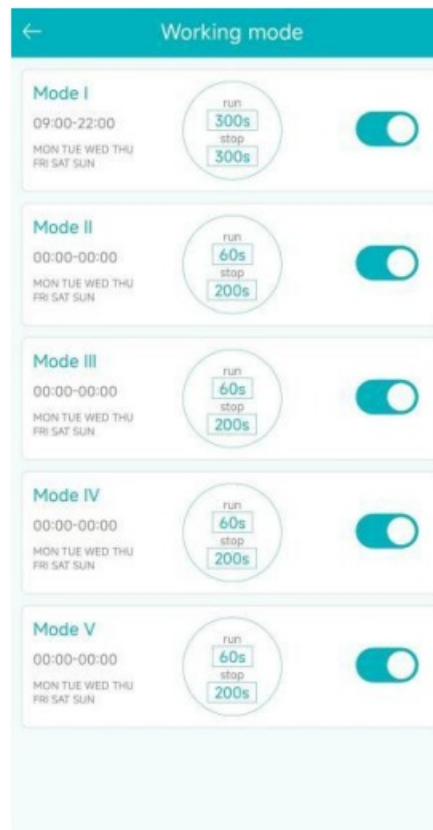 Working mode
Mode I
09:00-22:00
MON TUE WED THU
FRI SAT SUN
run
300s
stop
300s
Mode II
00:00-00:00
MON TUE WED THU
FRI SAT SUN
run
60s
stop
200s
Mode III
00:00-00:00
MON TUE WED THU
FRI SAT SUN
run
60s
stop
200s
Mode IV
00:00-00:00
MON TUE WED THU
FRI SAT SUN
run
60s
stop
200s
Mode V
00:00-00:00
MON TUE WED THU
FRI SAT SUN
run
60s
stop
200s